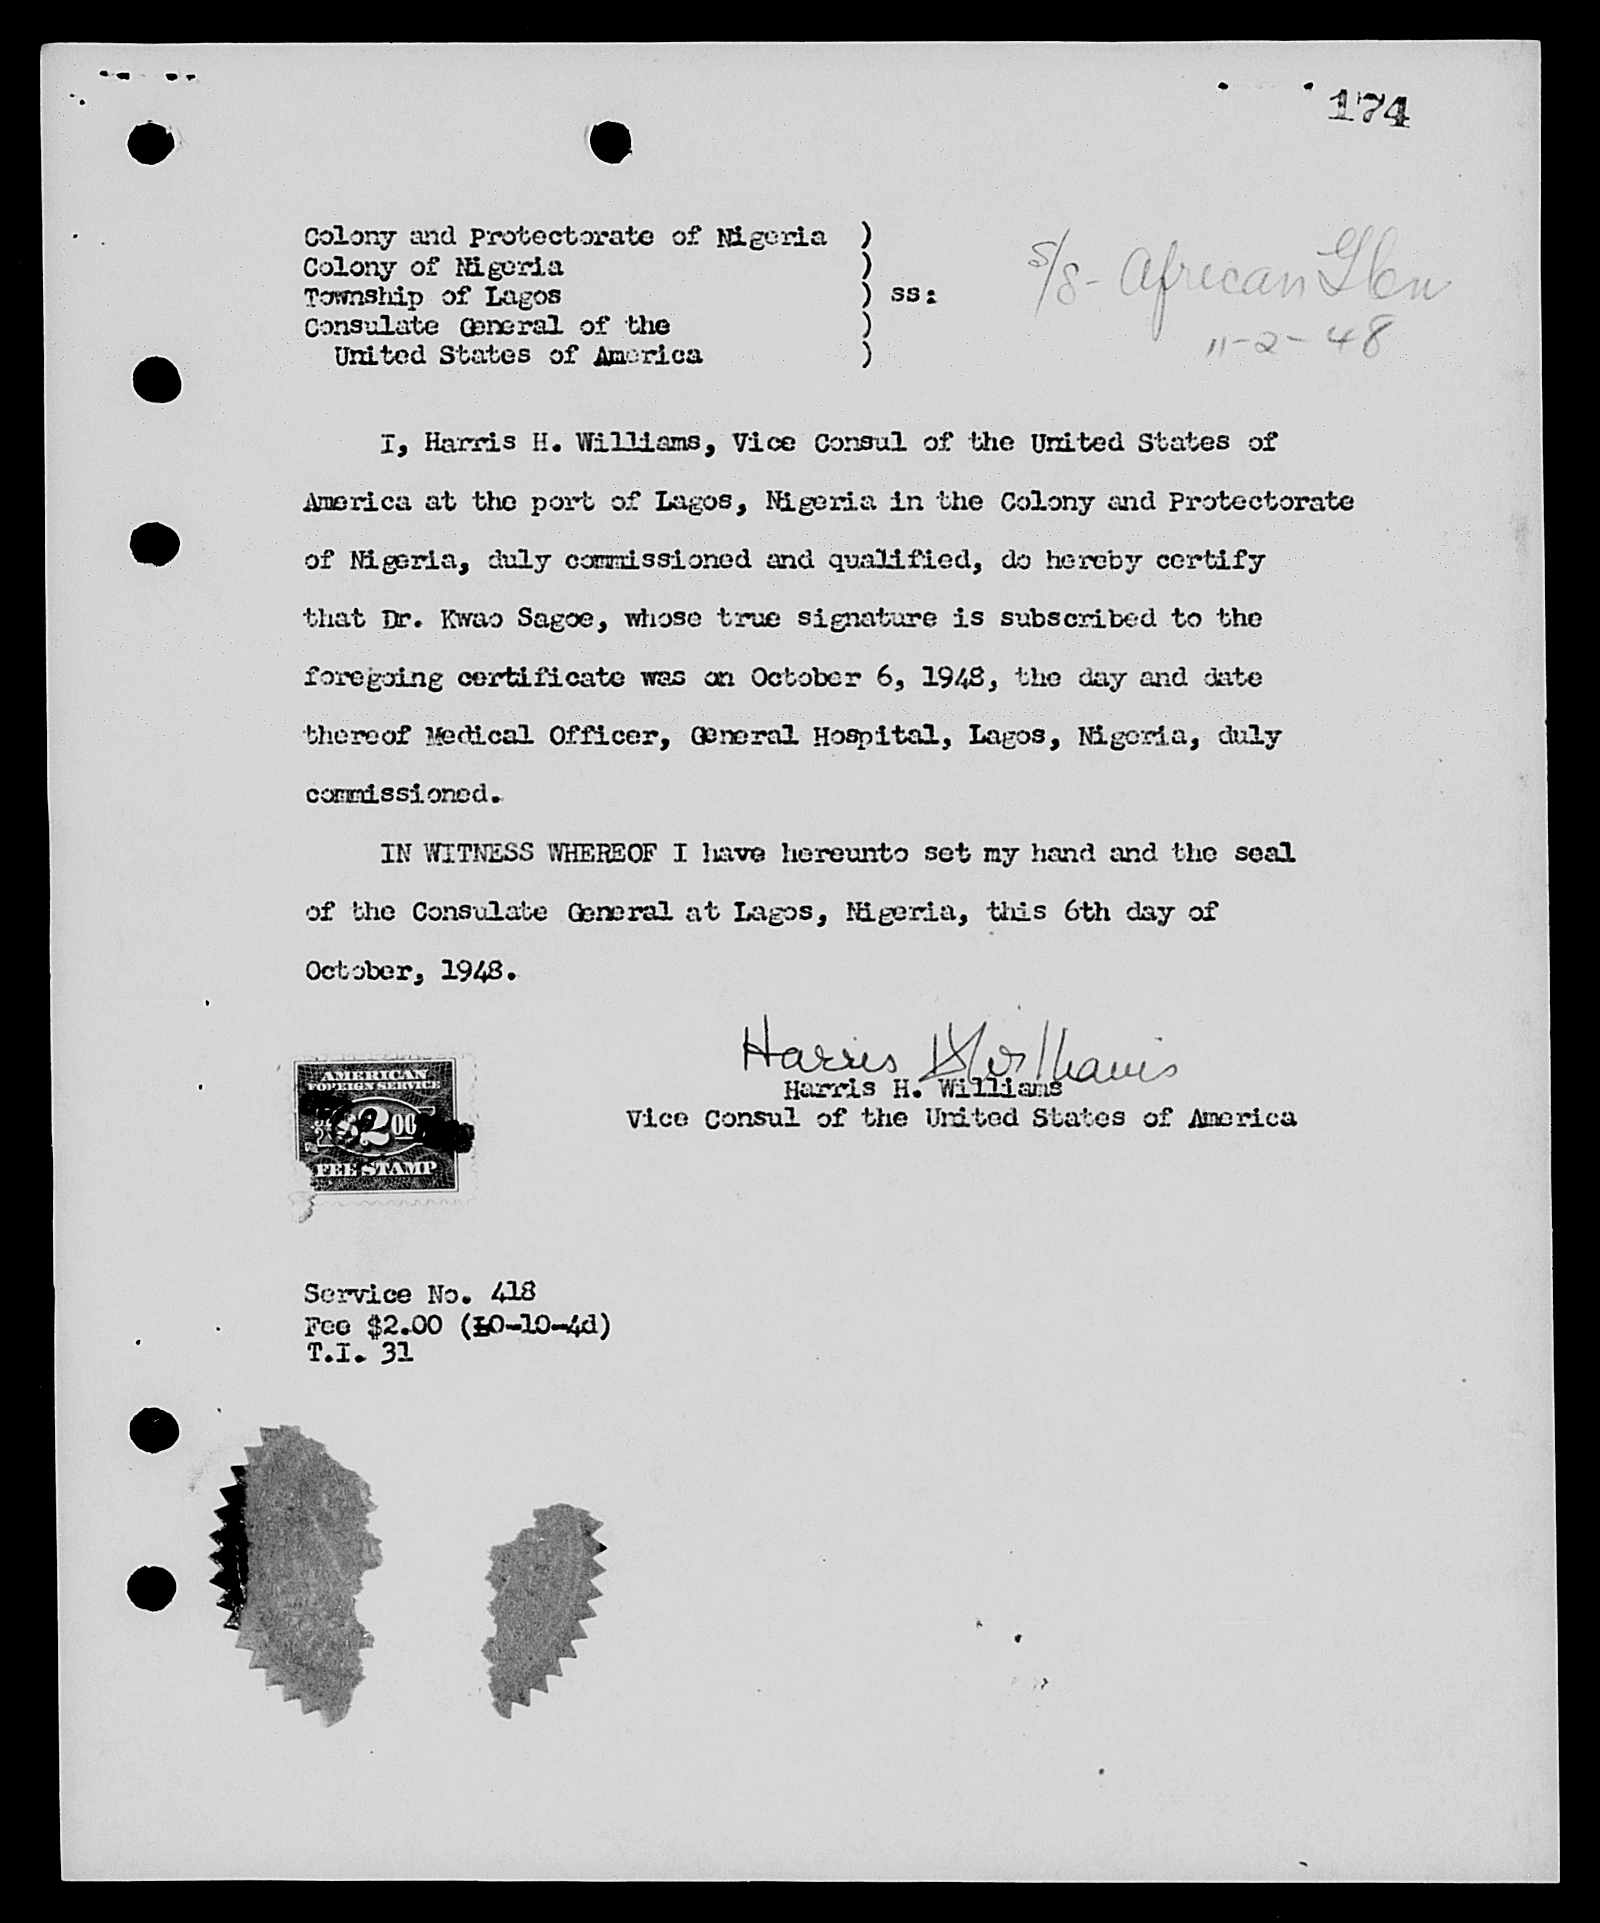 174
Colony and Protectorate of Nigeria )
Colony of Nigeria )
Township of Lagos ) ss:
Consulate General of the )
United States of America )
S/S- African Glen
11-2-48
I, Harris H. Williams, Vice Consul of the United States of
America at the port of Lagos, Nigeria in the Colony and Protectorate
of Nigeria, duly commissioned and qualified, do hereby certify
that Dr. Kwao Sagoe, whose true signature is subscribed to the
foregoing certificate was on October 6, 1948, the day and date
thereof Medical Officer, General Hospital, Lagos, Nigeria, duly
commissioned.
IN WITNESS WHEREOF I have hereunto set my hand and the seal
of the Consulate General at Lagos, Nigeria, this 6th day of
October, 1948.
Harris H Williams
Harris H. Williams
Vice Consul of the United States of America
AMERICAN
FOREIGN SERVICE
$2.00
FEE STAMP
Service No. 418
Fee $2.00 (£0-10-4d)
T.I. 31